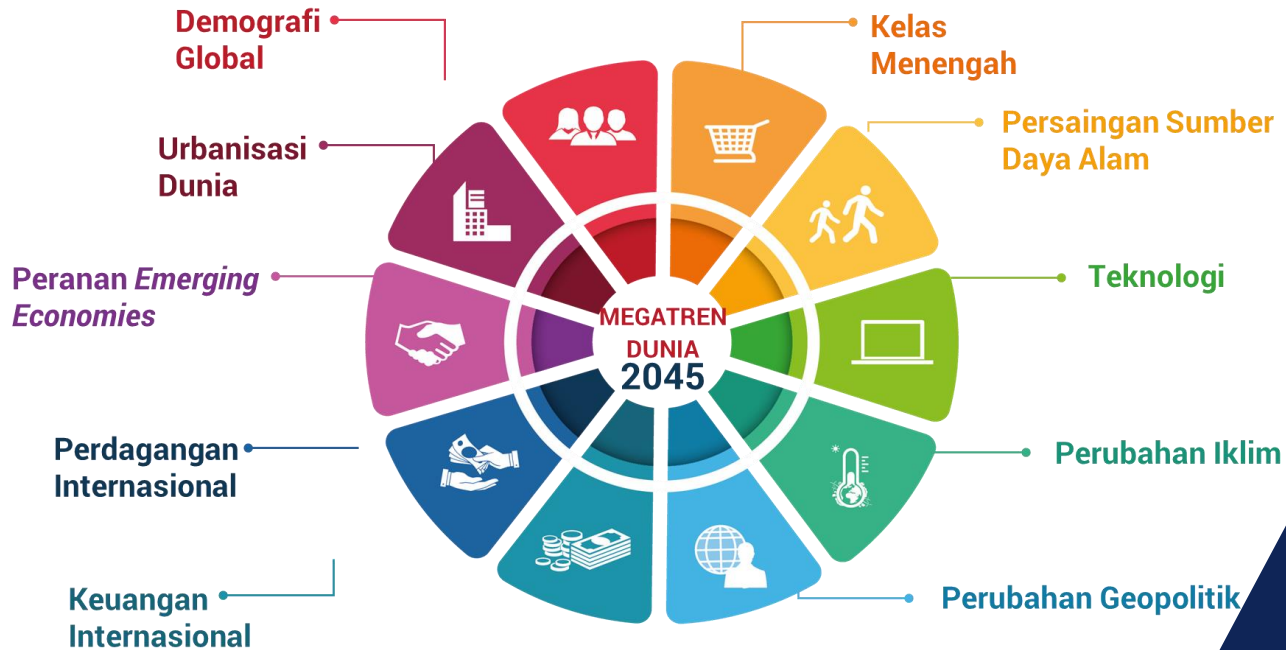 Demografi
Global
Kelas
Menengah
Urbanisasi
Dunia
Persaingan Sumber
Daya Alam
Peranan Emerging
Economies
Teknologi
MEGATREN
DUNIA
2045
Perdagangan
Internasional
Perubahan Iklim
Keuangan
Internasional
Perubahan Geopolitik